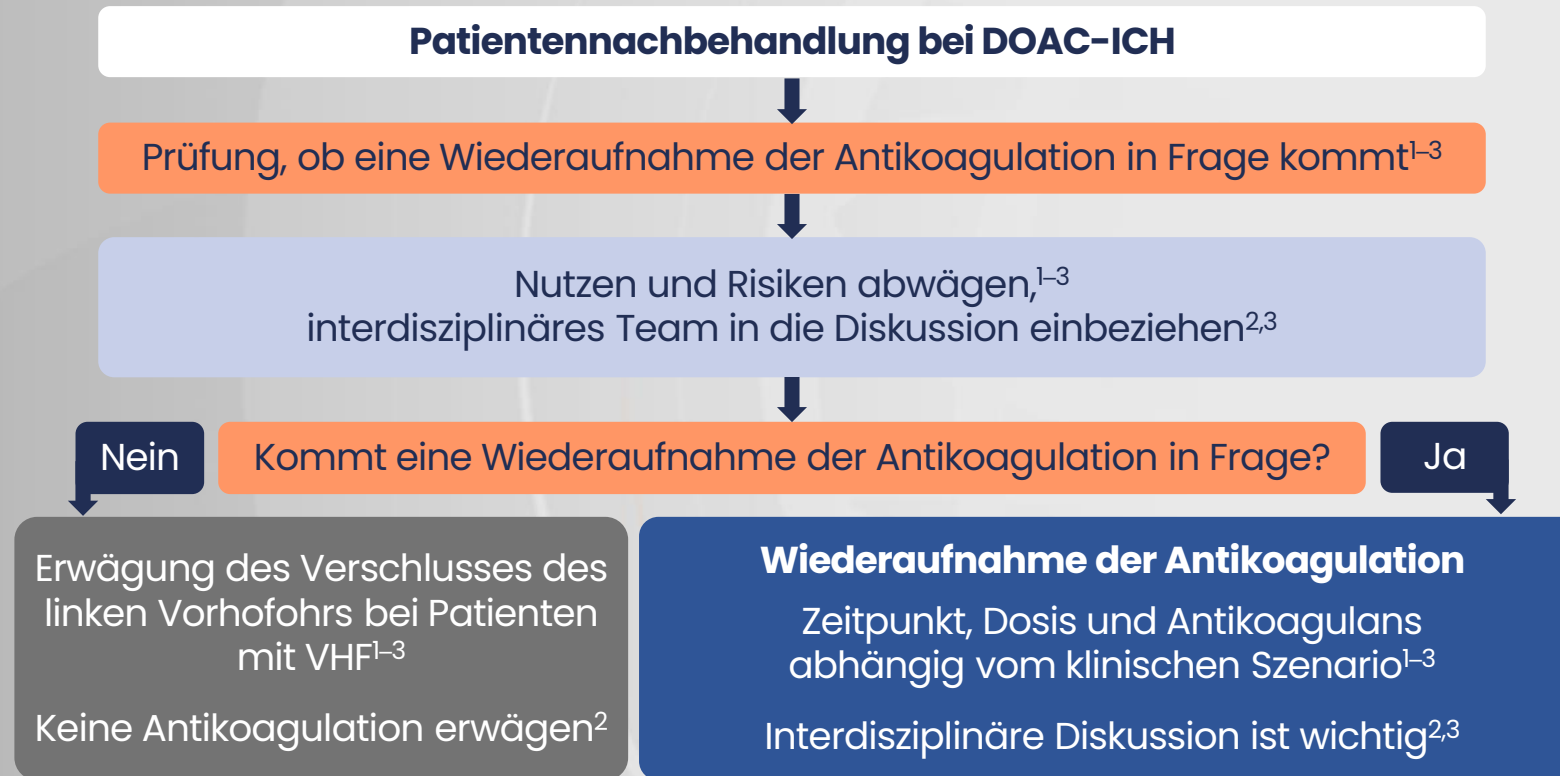 Patientennachbehandlung bei DOAC-ICH
Prüfung, ob eine Wiederaufnahme der Antikoagulation in Frage kommt¹⁻³
Nutzen und Risiken abwägen,¹⁻³
interdisziplinäres Team in die Diskussion einbeziehen²,³
Nein
Kommt eine Wiederaufnahme der Antikoagulation in Frage?
Ja
Erwägung des Verschlusses des
linken Vorhofohrs bei Patienten
mit VHF¹⁻³
Keine Antikoagulation erwägen²
Wiederaufnahme der Antikoagulation
Zeitpunkt, Dosis und Antikoagulans
abhängig vom klinischen Szenario¹⁻³
Interdisziplinäre Diskussion ist wichtig²,³